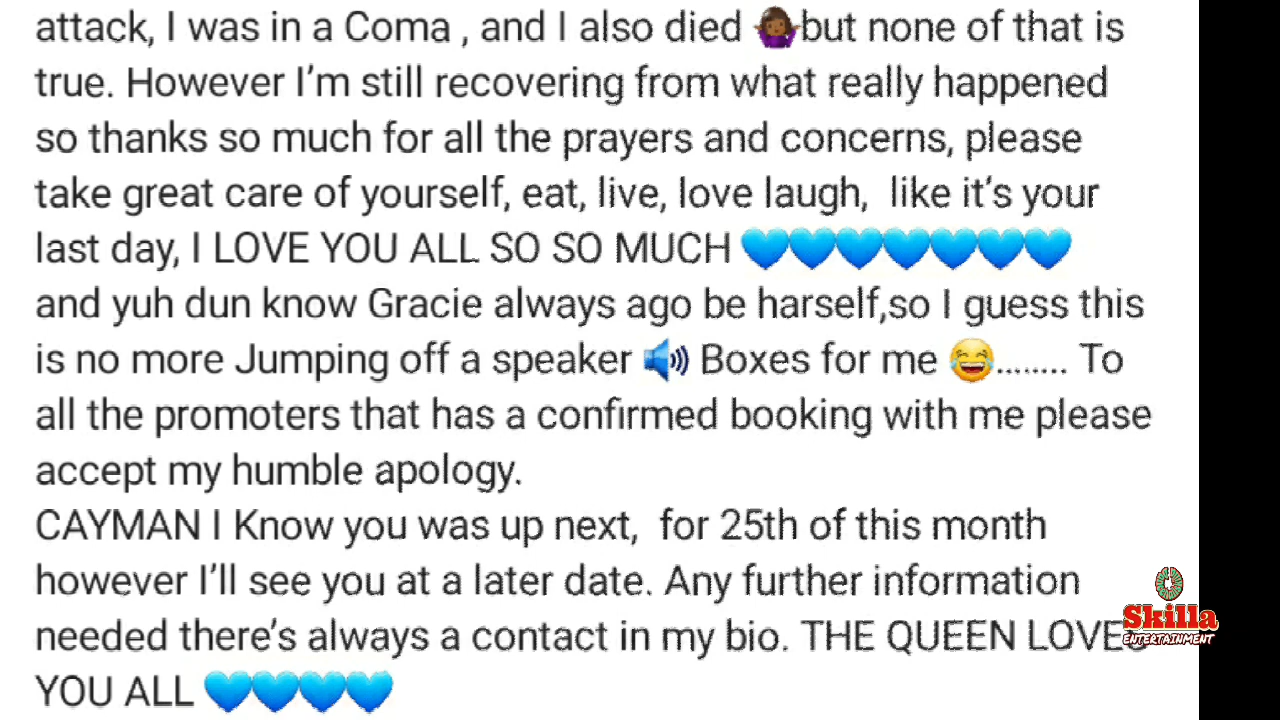 attack, I was in a Coma , and I also died 🤷🏾‍♀️but none of that is
true. However I’m still recovering from what really happened
so thanks so much for all the prayers and concerns, please
take great care of yourself, eat, live, love laugh,  like it’s your
last day, I LOVE YOU ALL SO SO MUCH 💙💙💙💙💙💙💙
and yuh dun know Gracie always ago be harself,so I guess this
is no more Jumping off a speaker 🔊 Boxes for me 😂........ To
all the promoters that has a confirmed booking with me please
accept my humble apology.
CAYMAN I Know you was up next,  for 25th of this month
however I’ll see you at a later date. Any further information
needed there’s always a contact in my bio. THE QUEEN LOVES
YOU ALL 💙💙💙💙
Skilla
ENTERTAINMENT